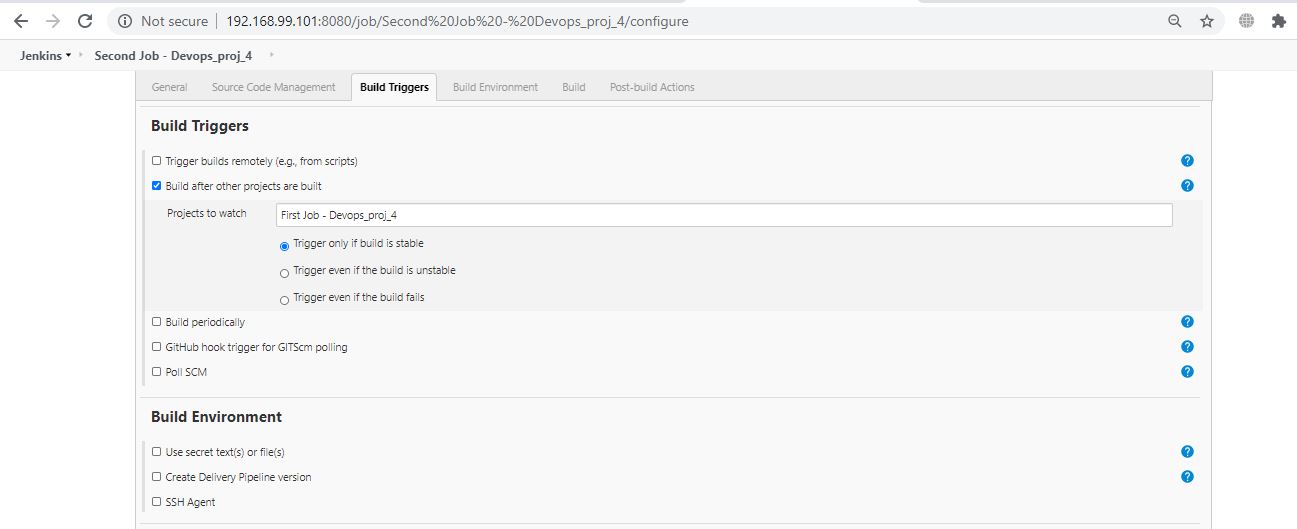 Not secure | 192.168.99.101:8080/job/Second%20Job%20-%20Devops_proj_4/configure
Jenkins Second Job - Devops_proj_4
General Source Code Management Build Triggers Build Environment Build Post-build Actions
Build Triggers
Trigger builds remotely (e.g., from scripts) ?
Build after other projects are built ?
Projects to watch First Job - Devops_proj_4
Trigger only if build is stable
Trigger even if the build is unstable
Trigger even if the build fails
Build periodically ?
GitHub hook trigger for GITScm polling ?
Poll SCM ?
Build Environment
Use secret text(s) or file(s) ?
Create Delivery Pipeline version ?
SSH Agent